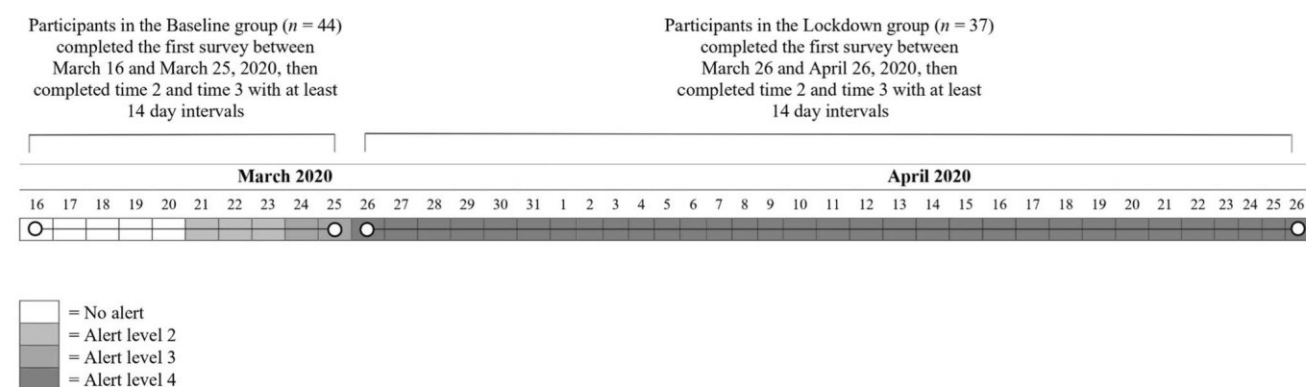 Participants in the Baseline group (n = 44)
completed the first survey between
March 16 and March 25, 2020, then
completed time 2 and time 3 with at least
14 day intervals
Participants in the Lockdown group (n = 37)
completed the first survey between
March 26 and April 26, 2020, then
completed time 2 and time 3 with at least
14 day intervals
March 2020
April 2020
16 17 18 19 20 21 22 23 24 25 26 27 28 29 30 31 1 2 3 4 5 6 7 8 9 10 11 12 13 14 15 16 17 18 19 20 21 22 23 24 25 26
= No alert
= Alert level 2
= Alert level 3
= Alert level 4